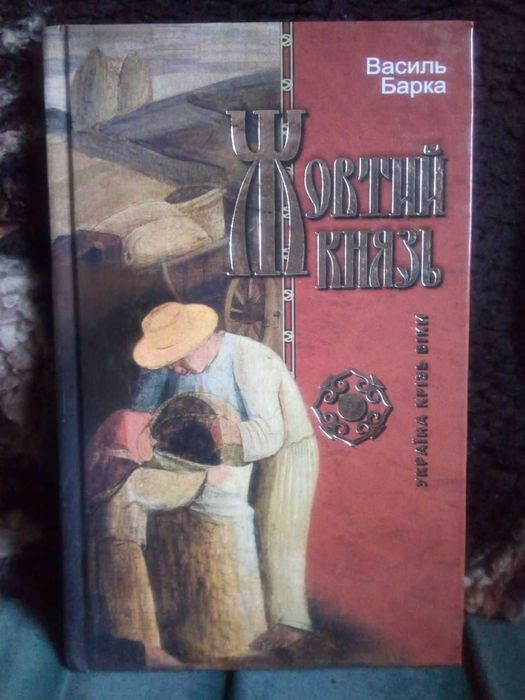 Василь
Барка
Жовтий
князь
УКРАЇНА КРІЗЬ ВІКИ